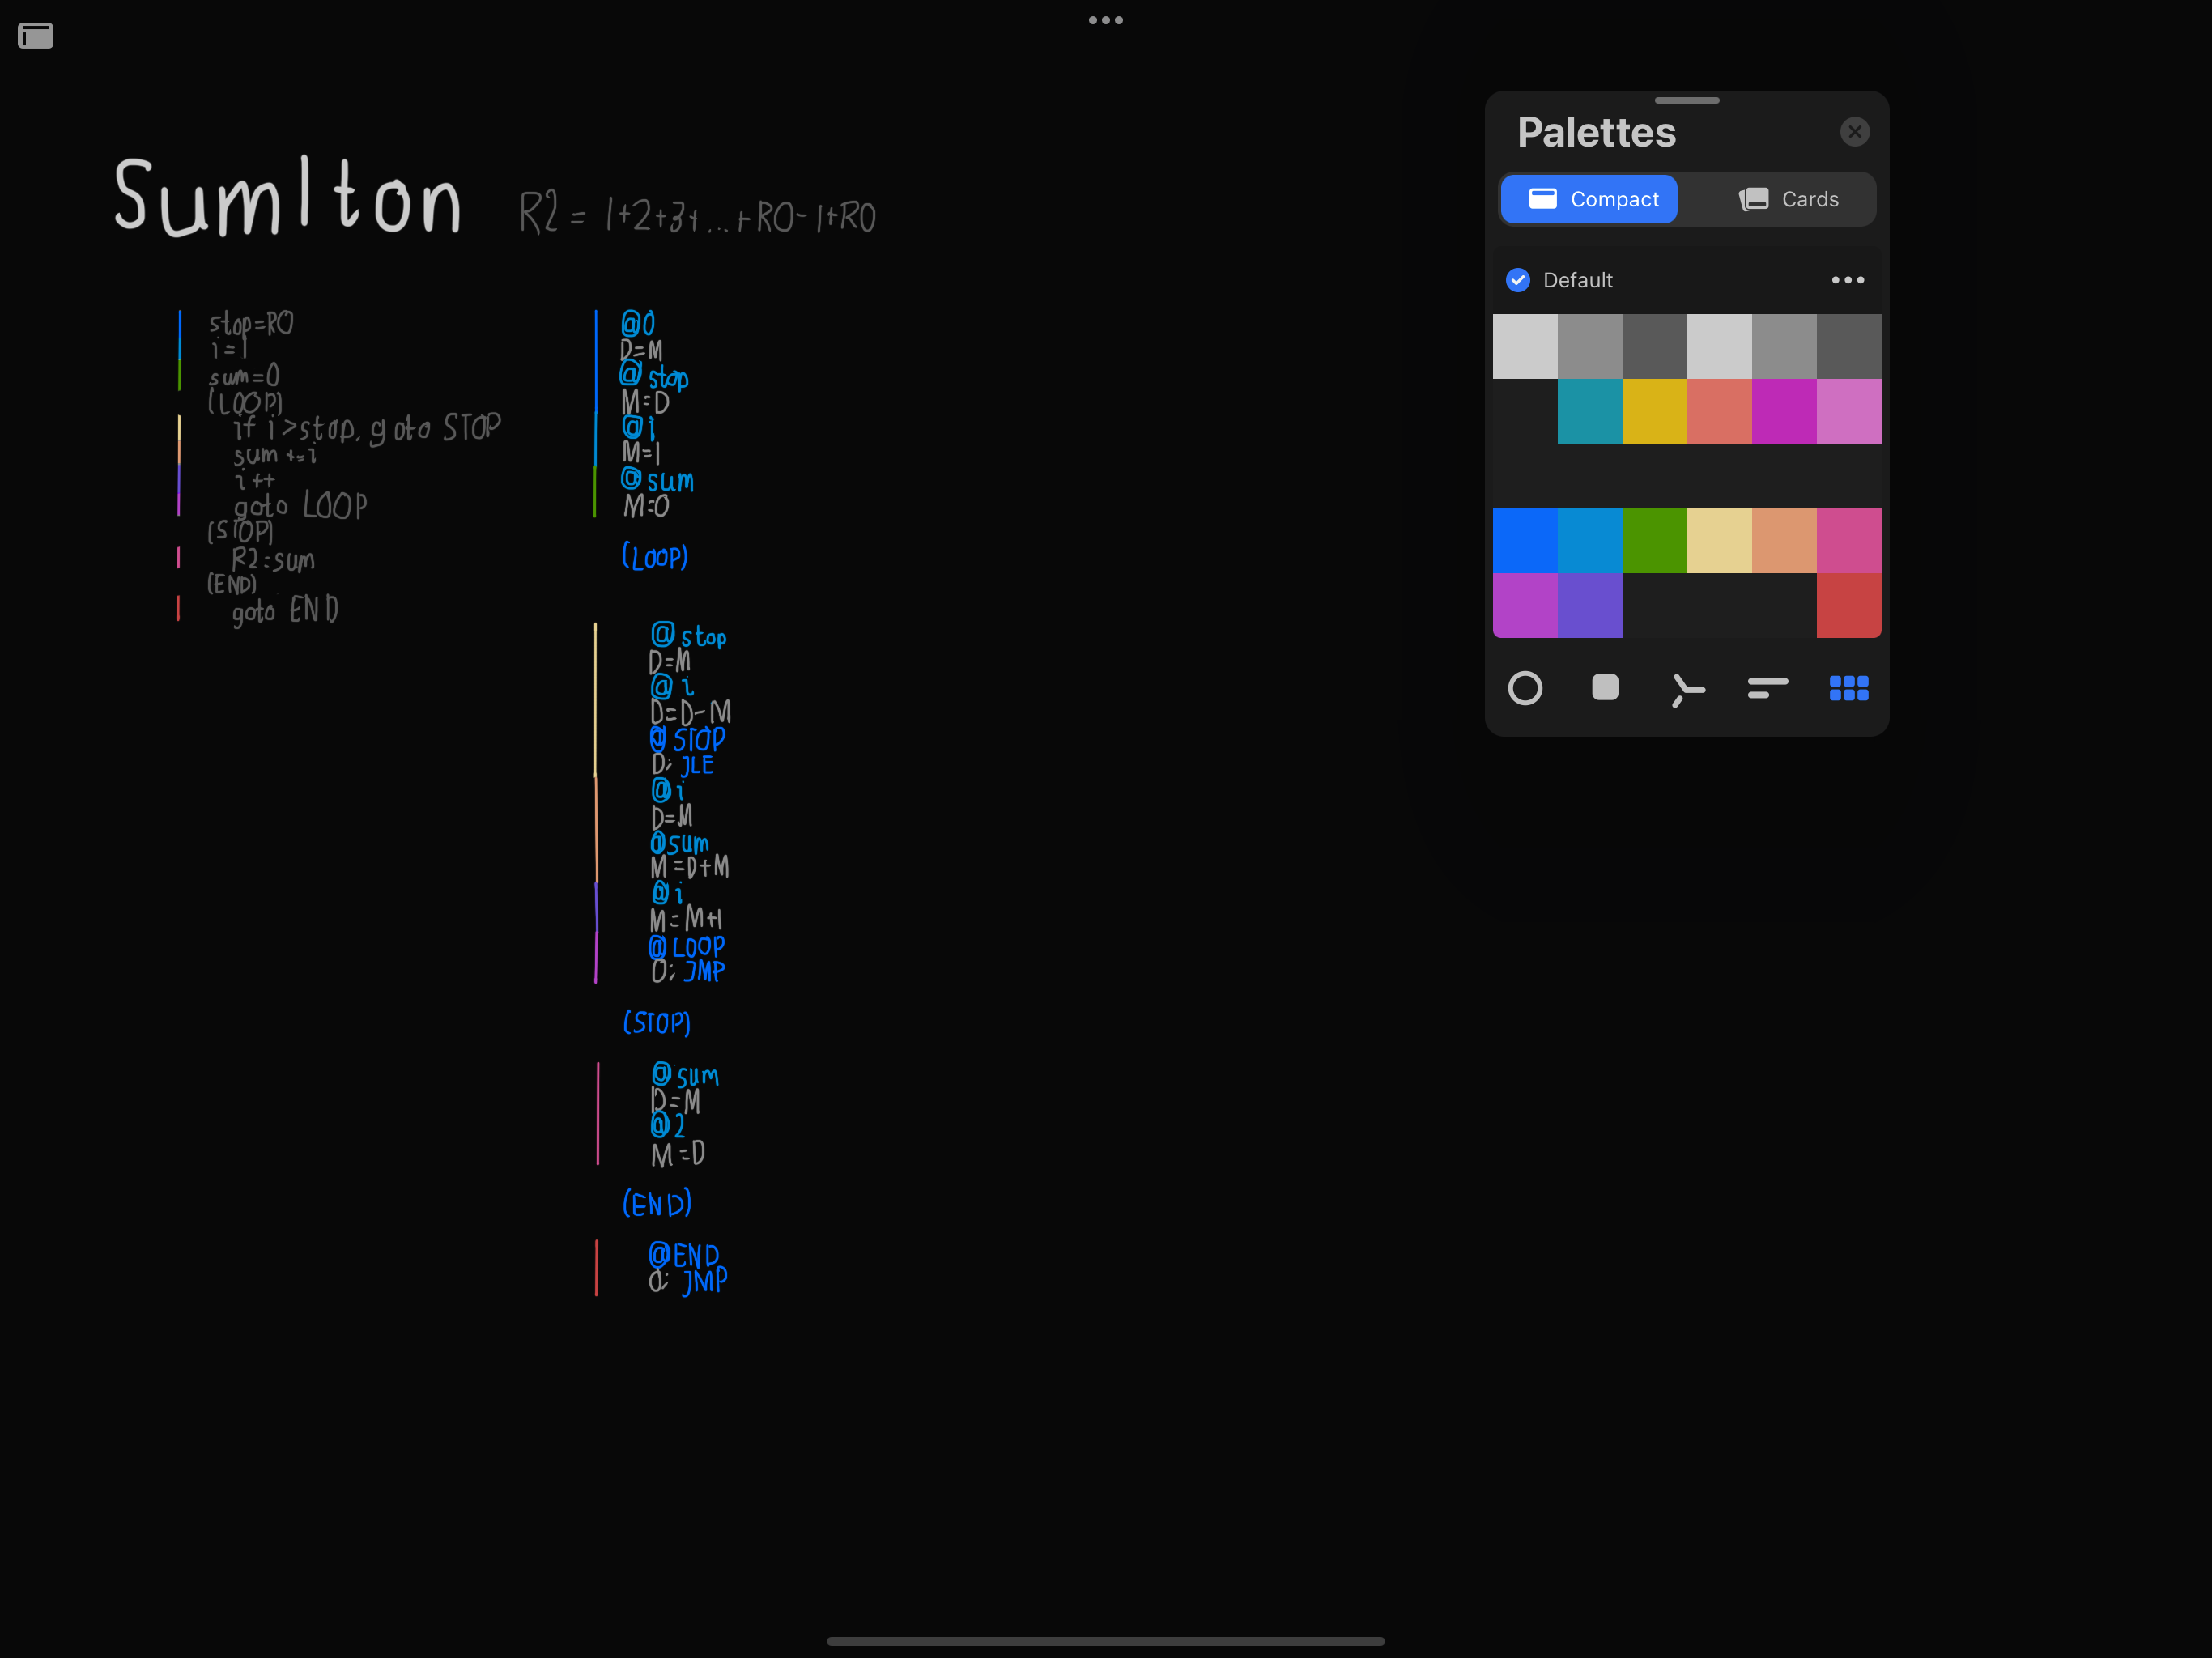 Sum1ton
R2 = 1+2+3+...+R0-1+R0
stop=R0
i=1
sum=0
(LOOP)
if i>stop, goto STOP
sum+=i
i++
goto LOOP
(STOP)
R2=sum
(END)
goto END
@0
D=M
@stop
M=D
@i
M=1
@sum
M=0
(LOOP)
@stop
D=M
@i
D=D-M
@STOP
D; JLE
@i
D=M
@sum
M=D+M
@i
M=M+1
@LOOP
0; JMP
(STOP)
@sum
D=M
@2
M=D
(END)
@END
0; JMP
Palettes
Compact
Cards
Default